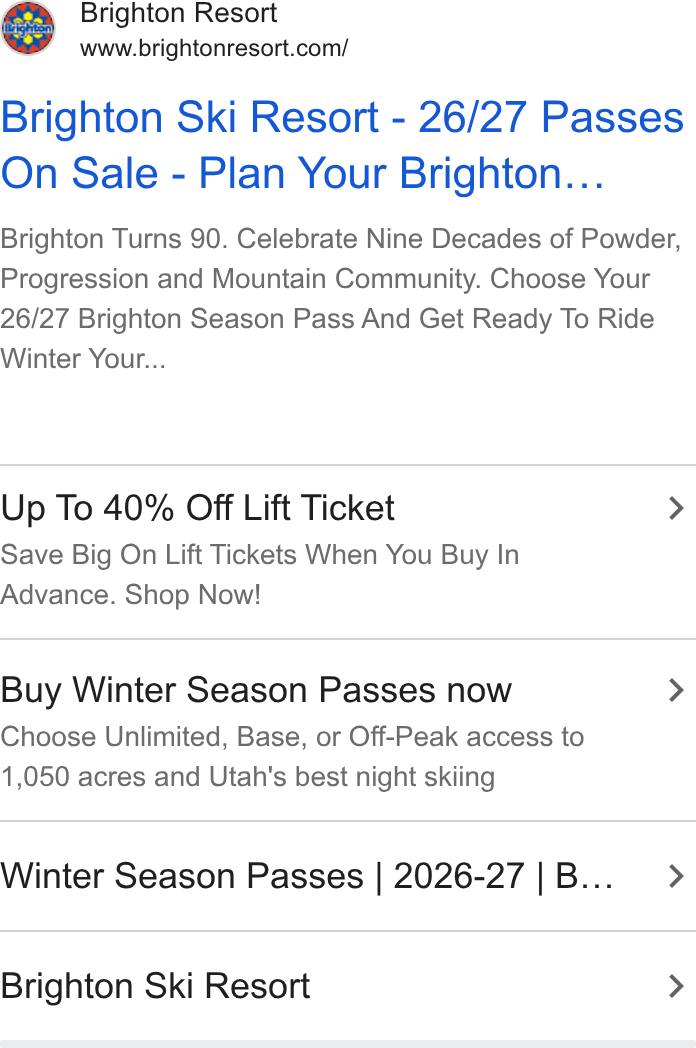 Brighton
Brighton Resort
www.brightonresort.com/
Brighton Ski Resort - 26/27 Passes
On Sale - Plan Your Brighton…
Brighton Turns 90. Celebrate Nine Decades of Powder,
Progression and Mountain Community. Choose Your
26/27 Brighton Season Pass And Get Ready To Ride
Winter Your...
Up To 40% Off Lift Ticket
Save Big On Lift Tickets When You Buy In
Advance. Shop Now!
Buy Winter Season Passes now
Choose Unlimited, Base, or Off-Peak access to
1,050 acres and Utah's best night skiing
Winter Season Passes | 2026-27 | B…
Brighton Ski Resort